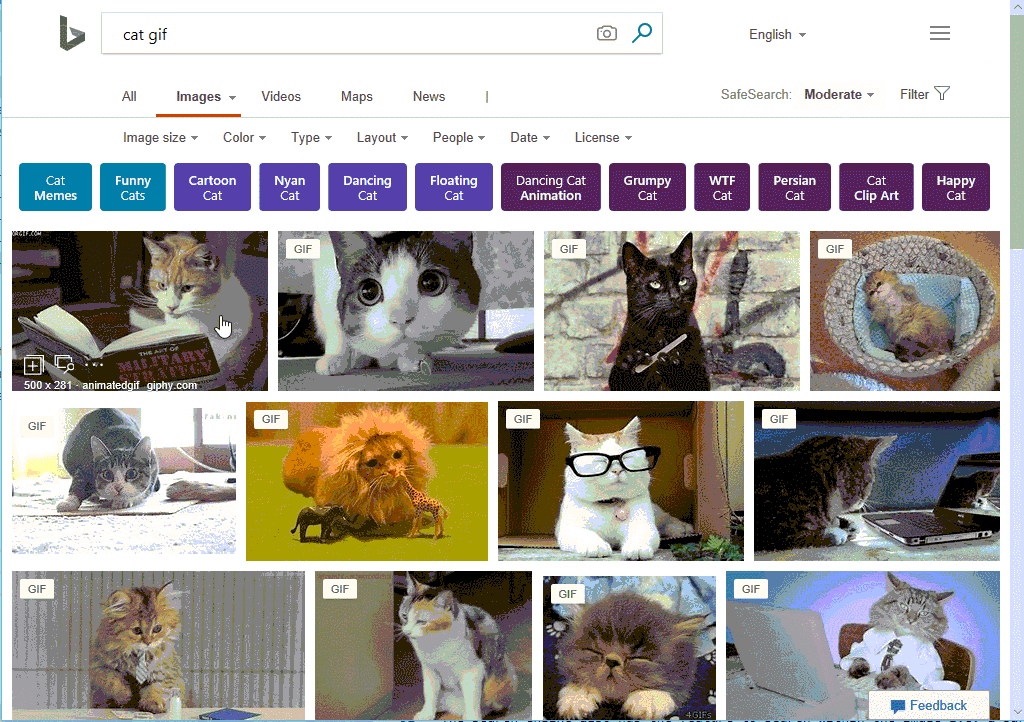 cat gif
English
All Images Videos Maps News
SafeSearch: Moderate Filter
Image size Color Type Layout People Date License
Cat Memes
Funny Cats
Cartoon Cat
Nyan Cat
Dancing Cat
Floating Cat
Dancing Cat Animation
Grumpy Cat
WTF Cat
Persian Cat
Cat Clip Art
Happy Cat
GIF
GIF
GIF
THE ART OF
MILITARY
500 x 281 · animatedgif giphy.com
GIF
GIF
GIF
GIF
GIF
GIF
GIF
GIF
4GIFs
Feedback